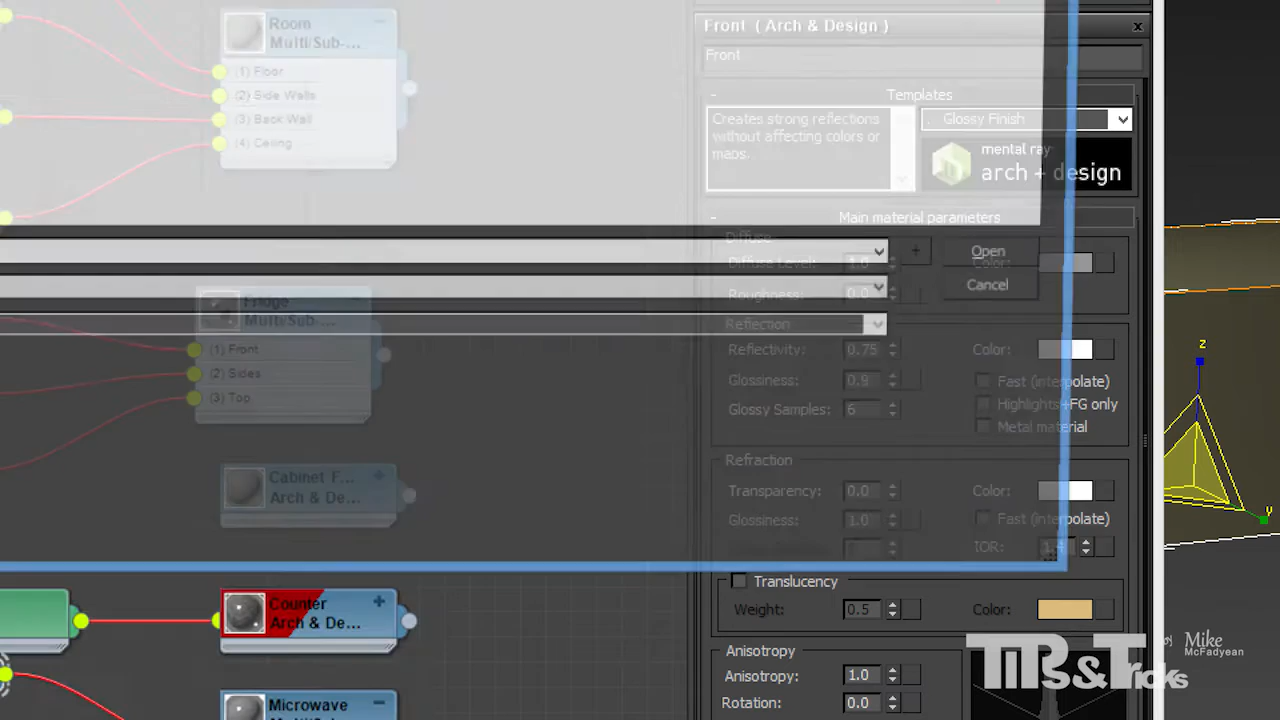 Room
Multi/Sub-...
(1) Floor
(2) Side Walls
(3) Back Wall
(4) Ceiling
Fridge
Multi/Sub-...
(1) Front
(2) Sides
(3) Top
Cabinet F...
Arch & De...
Counter
Arch & De...
Microwave
Front ( Arch & Design )
x
Front
- Templates
Creates strong reflections
without affecting colors or
maps.
Glossy Finish
mental ray
arch + design
- Main material parameters
Diffuse
Diffuse Level: 1.0
Color:
Roughness: 0.0
+
Open
Cancel
Reflection
Reflectivity: 0.75
Color:
Glossiness: 0.9
Fast (interpolate)
Glossy Samples: 6
Highlights+FG only
Metal material
Refraction
Transparency: 0.0
Color:
Glossiness: 1.0
Fast (interpolate)
IOR: 1.4
Translucency
Weight: 0.5
Color:
Anisotropy
Anisotropy: 1.0
Rotation: 0.0
z
y
TIPs & Tricks
by Mike
McFadyean